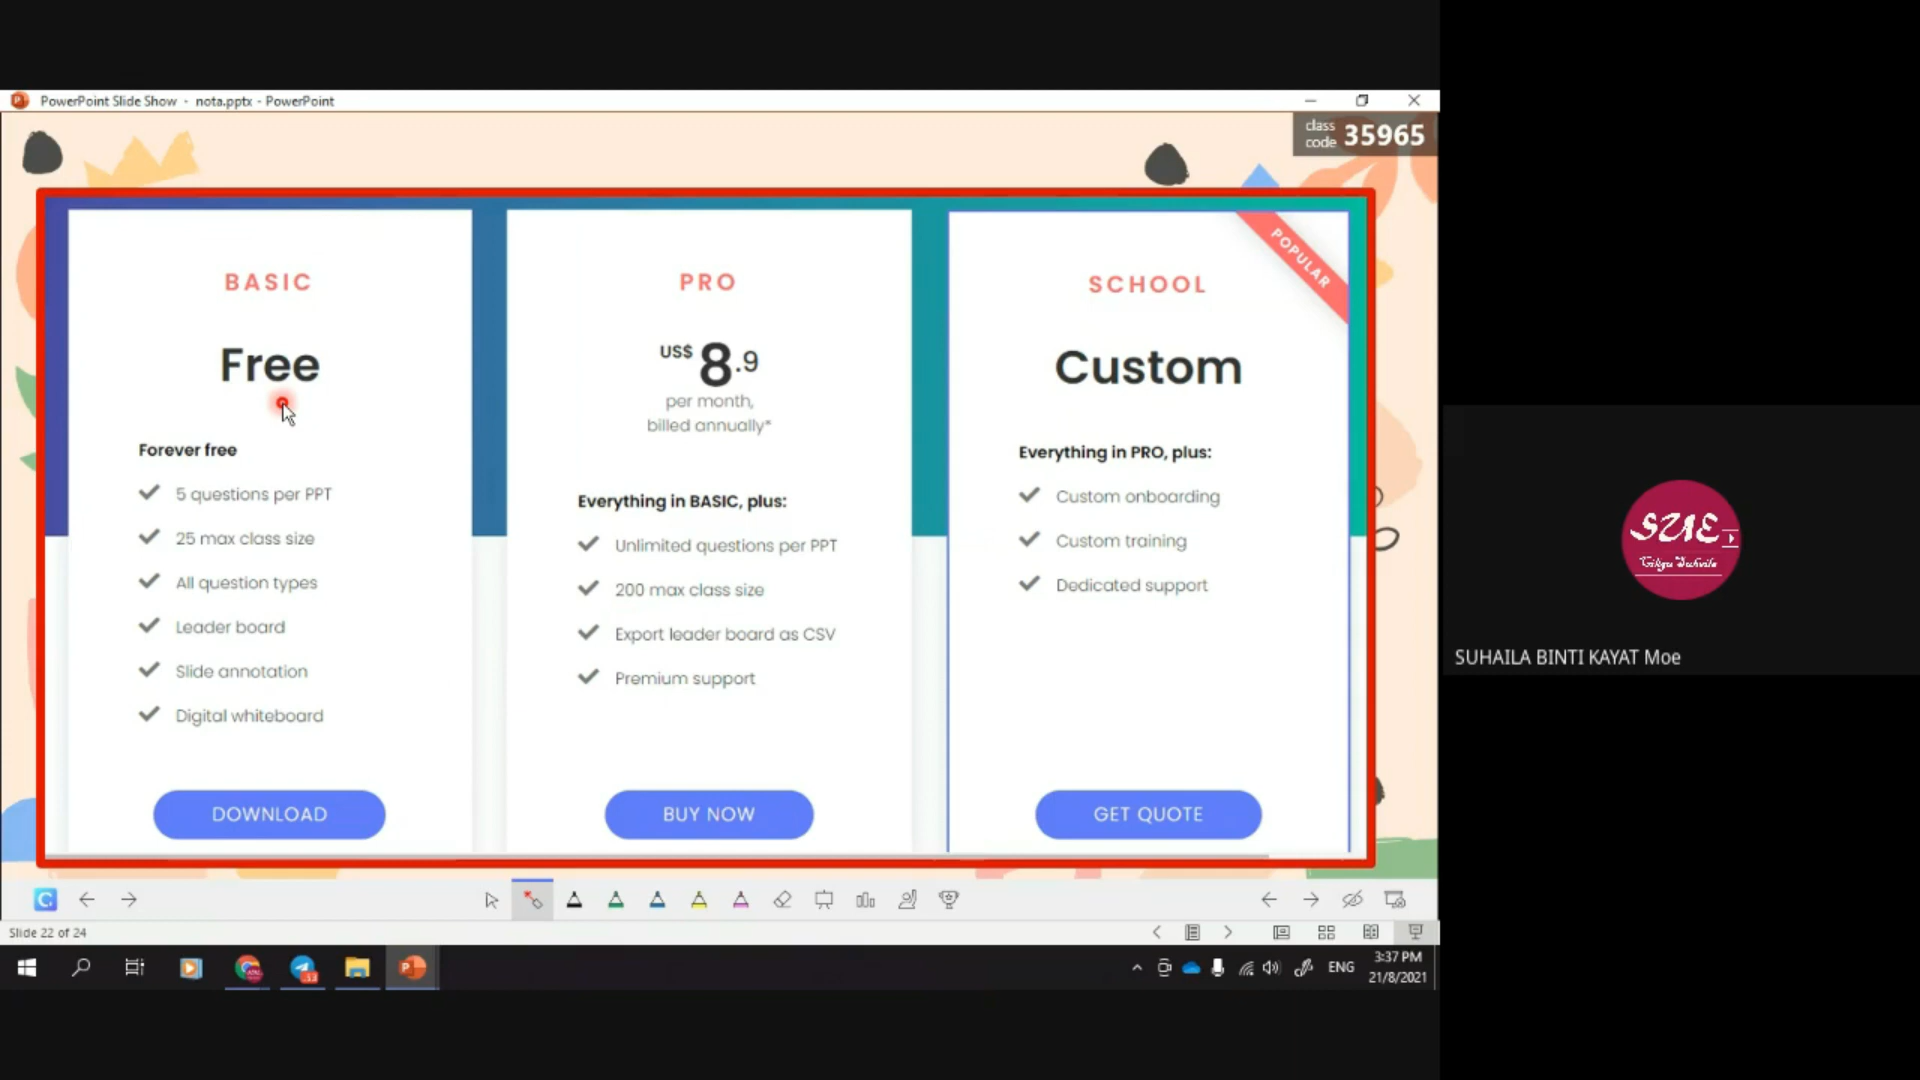 PowerPoint Slide Show - nota.pptx - PowerPoint
class code 35965
BASIC
Free
Forever free
5 questions per PPT
25 max class size
All question types
Leader board
Slide annotation
Digital whiteboard
DOWNLOAD
PRO
US$ 8.9
per month,
billed annually*
Everything in BASIC, plus:
Unlimited questions per PPT
200 max class size
Export leader board as CSV
Premium support
BUY NOW
POPULAR
SCHOOL
Custom
Everything in PRO, plus:
Custom onboarding
Custom training
Dedicated support
GET QUOTE
Slide 22 of 24
ENG
3:37 PM
21/8/2021
SUHAILA BINTI KAYAT Moe